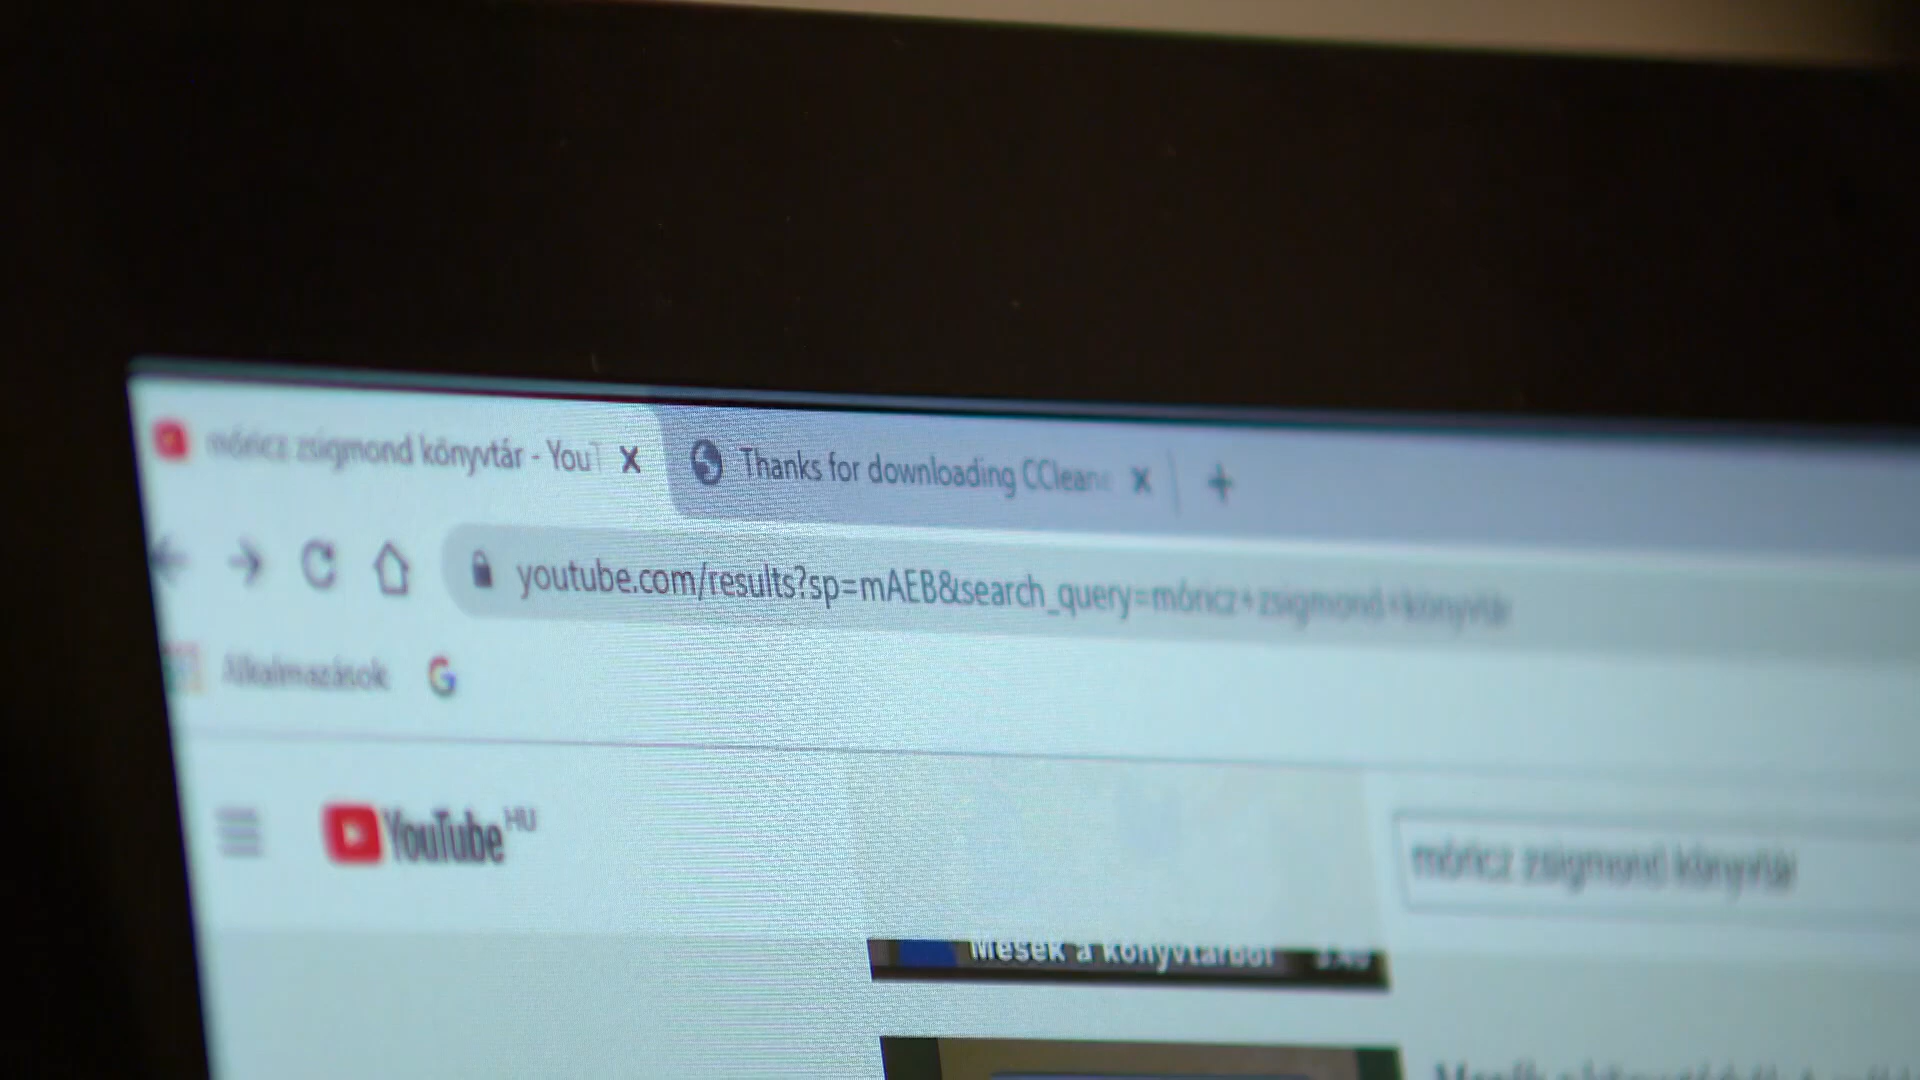 móricz zsigmond könyvtár - YouT
Thanks for downloading CCleane
youtube.com/results?sp=mAEB&search_query=móricz+zsigmond+könyvtár
Alkalmazások
YouTube HU
móricz zsigmond könyvtár
Mesék a könyvtárból